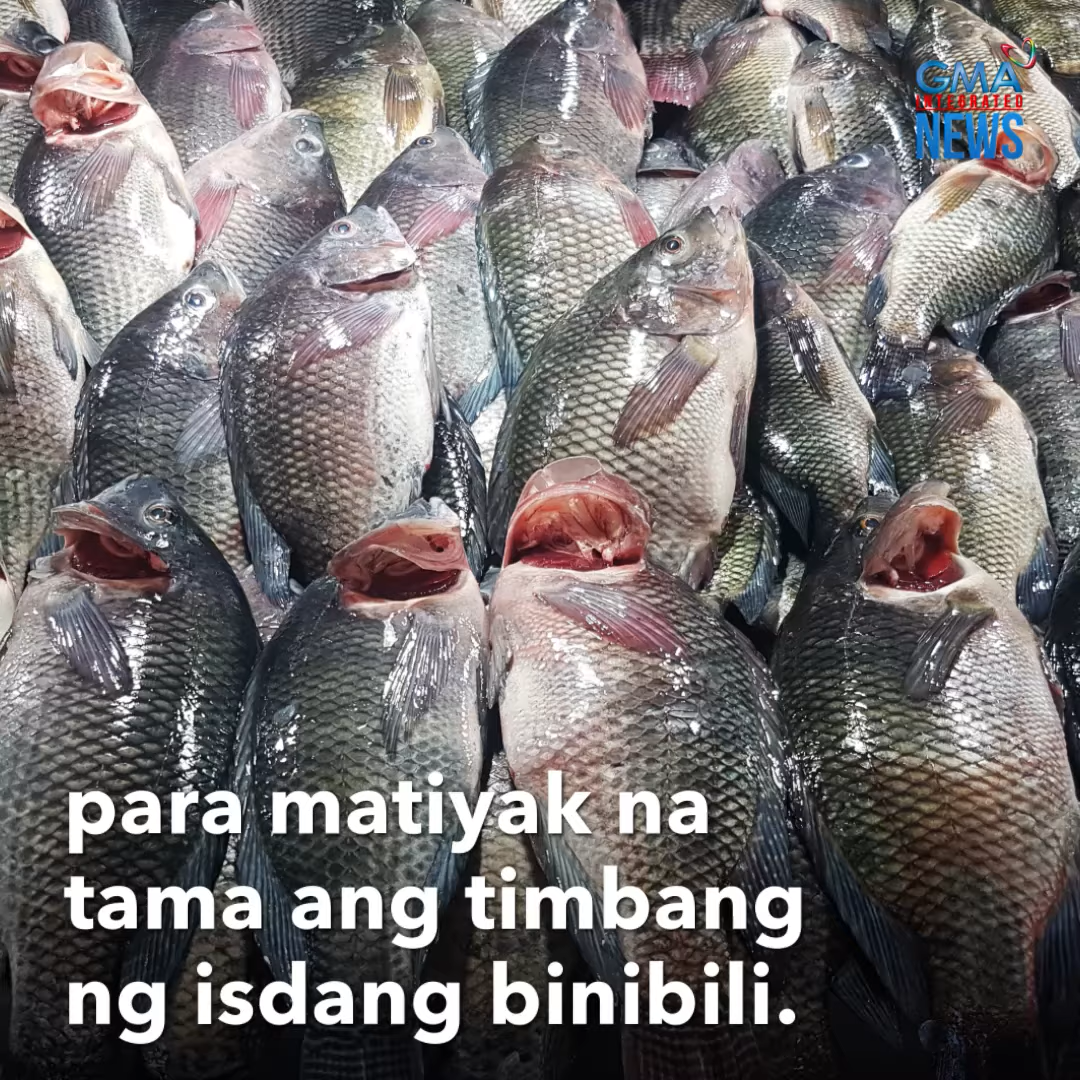 GMA
INTEGRATED
NEWS
para matiyak na
tama ang timbang
ng isdang binibili.